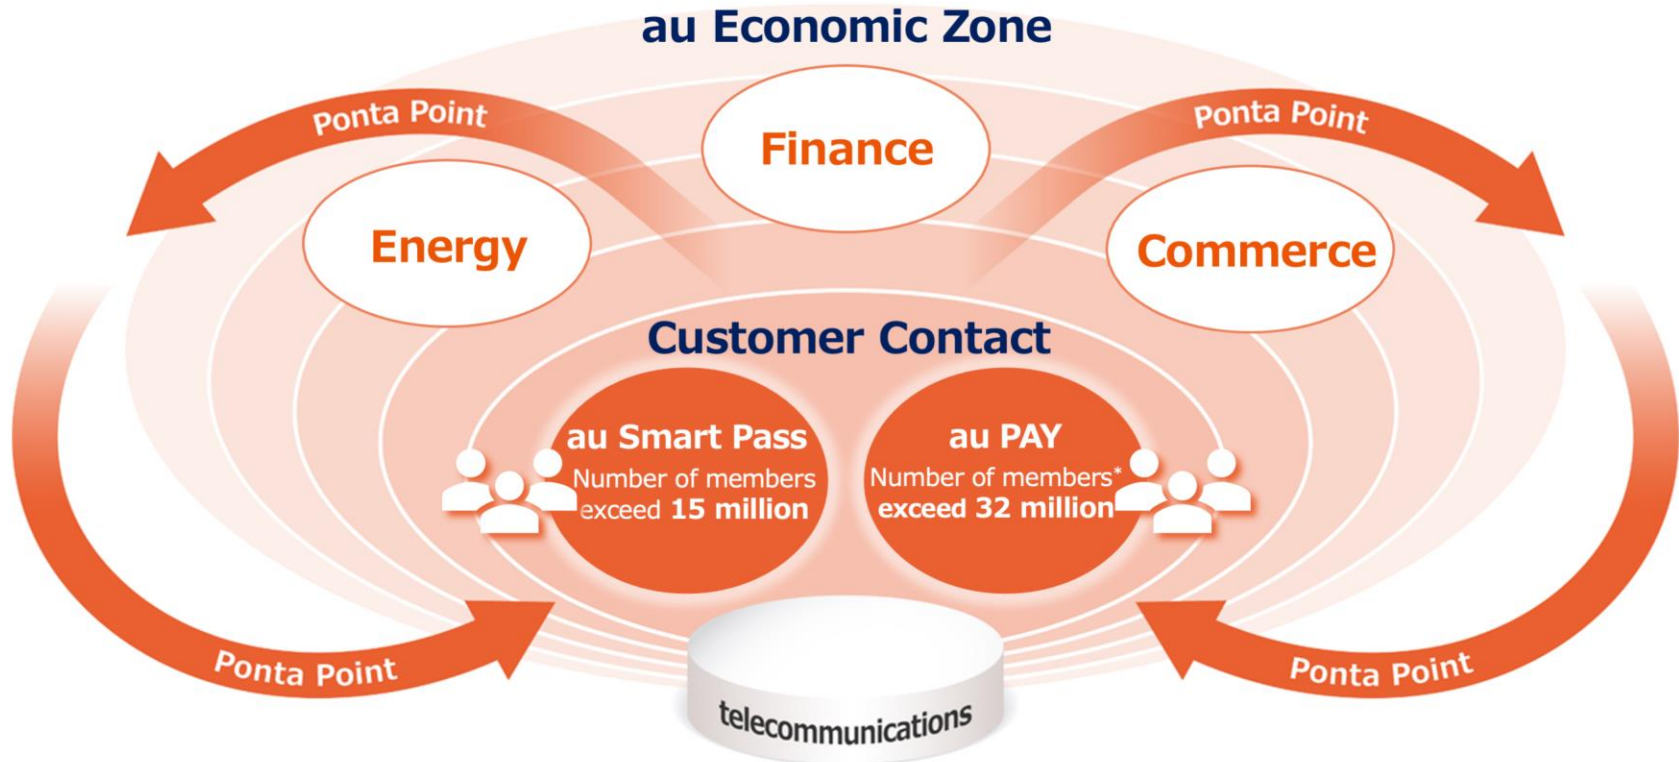 au Economic Zone
Ponta Point
Ponta Point
Finance
Energy
Commerce
Customer Contact
au Smart Pass
Number of members
exceed 15 million
au PAY
Number of members*
exceed 32 million
Ponta Point
Ponta Point
telecommunications